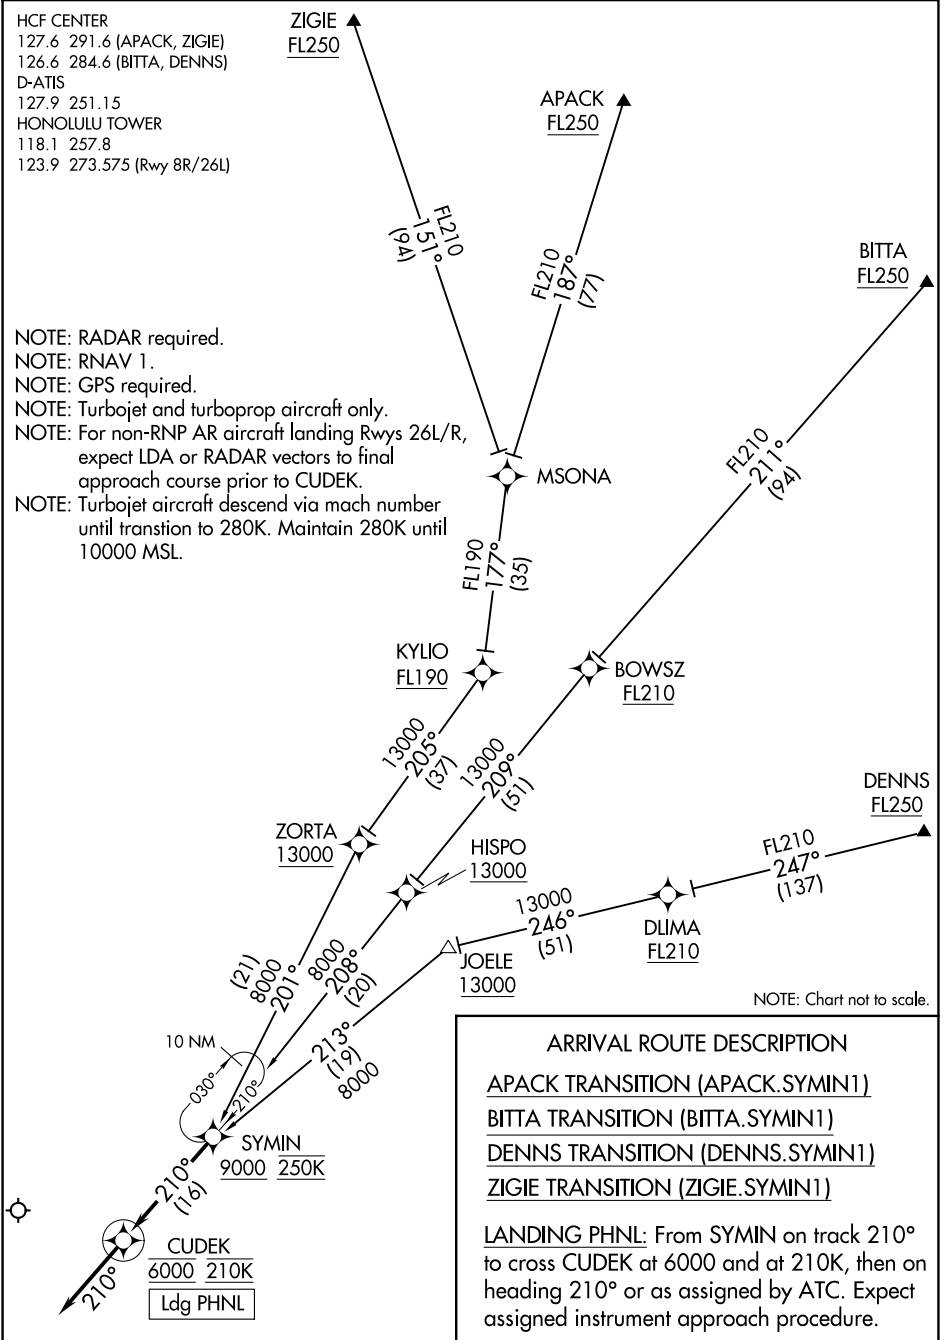 HCF CENTER
127.6 291.6 (APACK, ZIGIE)
126.6 284.6 (BITTA, DENNS)
D-ATIS
127.9 251.15
HONOLULU TOWER
118.1 257.8
123.9 273.575 (Rwy 8R/26L)
ZIGIE
FL250
APACK
FL250
BITTA
FL250
FL210
151°
(94)
FL210
187°
(77)
FL210
211°
(94)
NOTE: RADAR required.
NOTE: RNAV 1.
NOTE: GPS required.
NOTE: Turbojet and turboprop aircraft only.
NOTE: For non-RNP AR aircraft landing Rwys 26L/R,
expect LDA or RADAR vectors to final
approach course prior to CUDEK.
NOTE: Turbojet aircraft descend via mach number
until transtion to 280K. Maintain 280K until
10000 MSL.
MSONA
FL190
177°
(35)
KYLIO
FL190
BOWSZ
FL210
13000
205°
(37)
13000
209°
(51)
DENNS
FL250
ZORTA
13000
HISPO
13000
FL210
247°
(137)
13000
246°
(51)
DLIMA
FL210
JOELE
13000
(21)
8000
201°
8000
208°
(20)
213°
(19)
8000
NOTE: Chart not to scale.
10 NM
030°
210°
SYMIN
9000 250K
210°
(16)
CUDEK
6000 210K
Ldg PHNL
210°
ARRIVAL ROUTE DESCRIPTION
APACK TRANSITION (APACK.SYMIN1)
BITTA TRANSITION (BITTA.SYMIN1)
DENNS TRANSITION (DENNS.SYMIN1)
ZIGIE TRANSITION (ZIGIE.SYMIN1)
LANDING PHNL: From SYMIN on track 210°
to cross CUDEK at 6000 and at 210K, then on
heading 210° or as assigned by ATC. Expect
assigned instrument approach procedure.